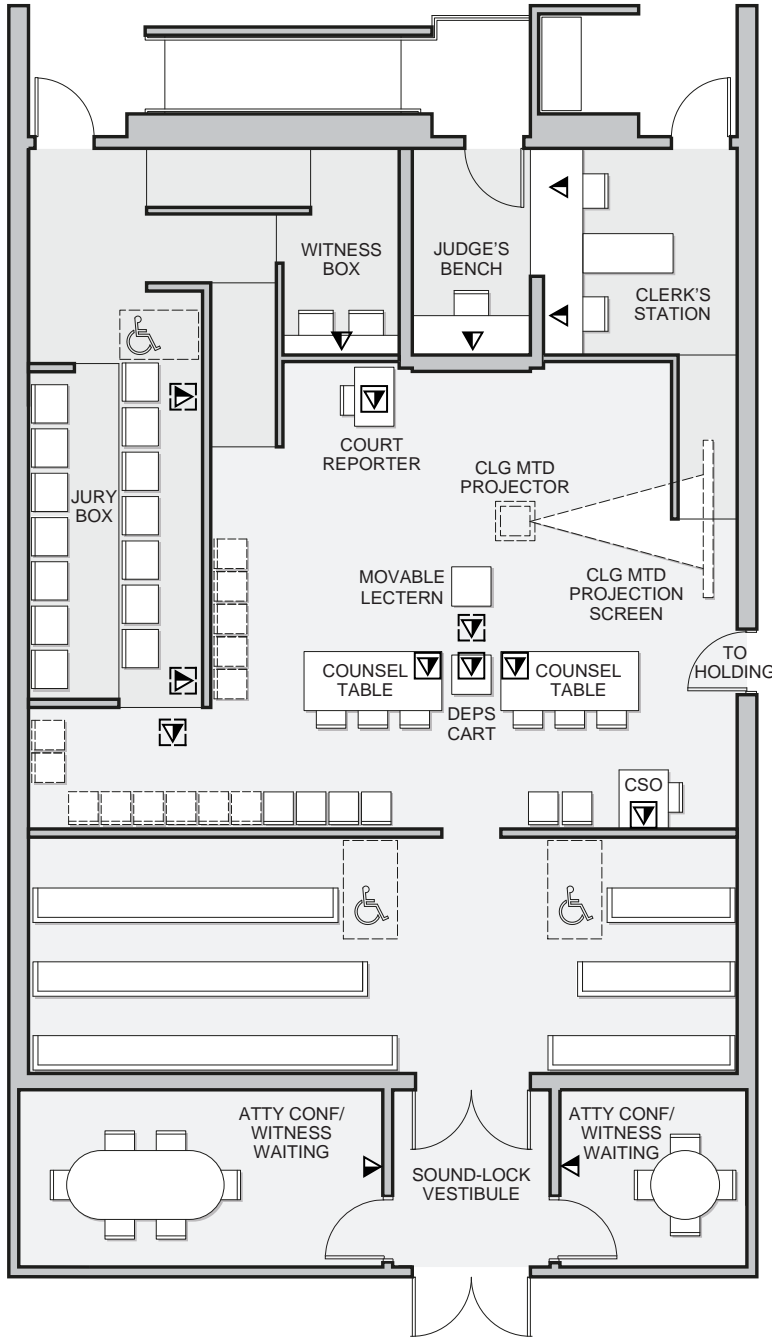 WITNESS
BOX
JUDGE'S
BENCH
CLERK'S
STATION
COURT
REPORTER
JURY
BOX
CLG MTD
PROJECTOR
MOVABLE
LECTERN
CLG MTD
PROJECTION
SCREEN
TO
HOLDING
COUNSEL
TABLE
COUNSEL
TABLE
DEPS
CART
CSO
ATTY CONF/
WITNESS
WAITING
ATTY CONF/
WITNESS
WAITING
SOUND-LOCK
VESTIBULE